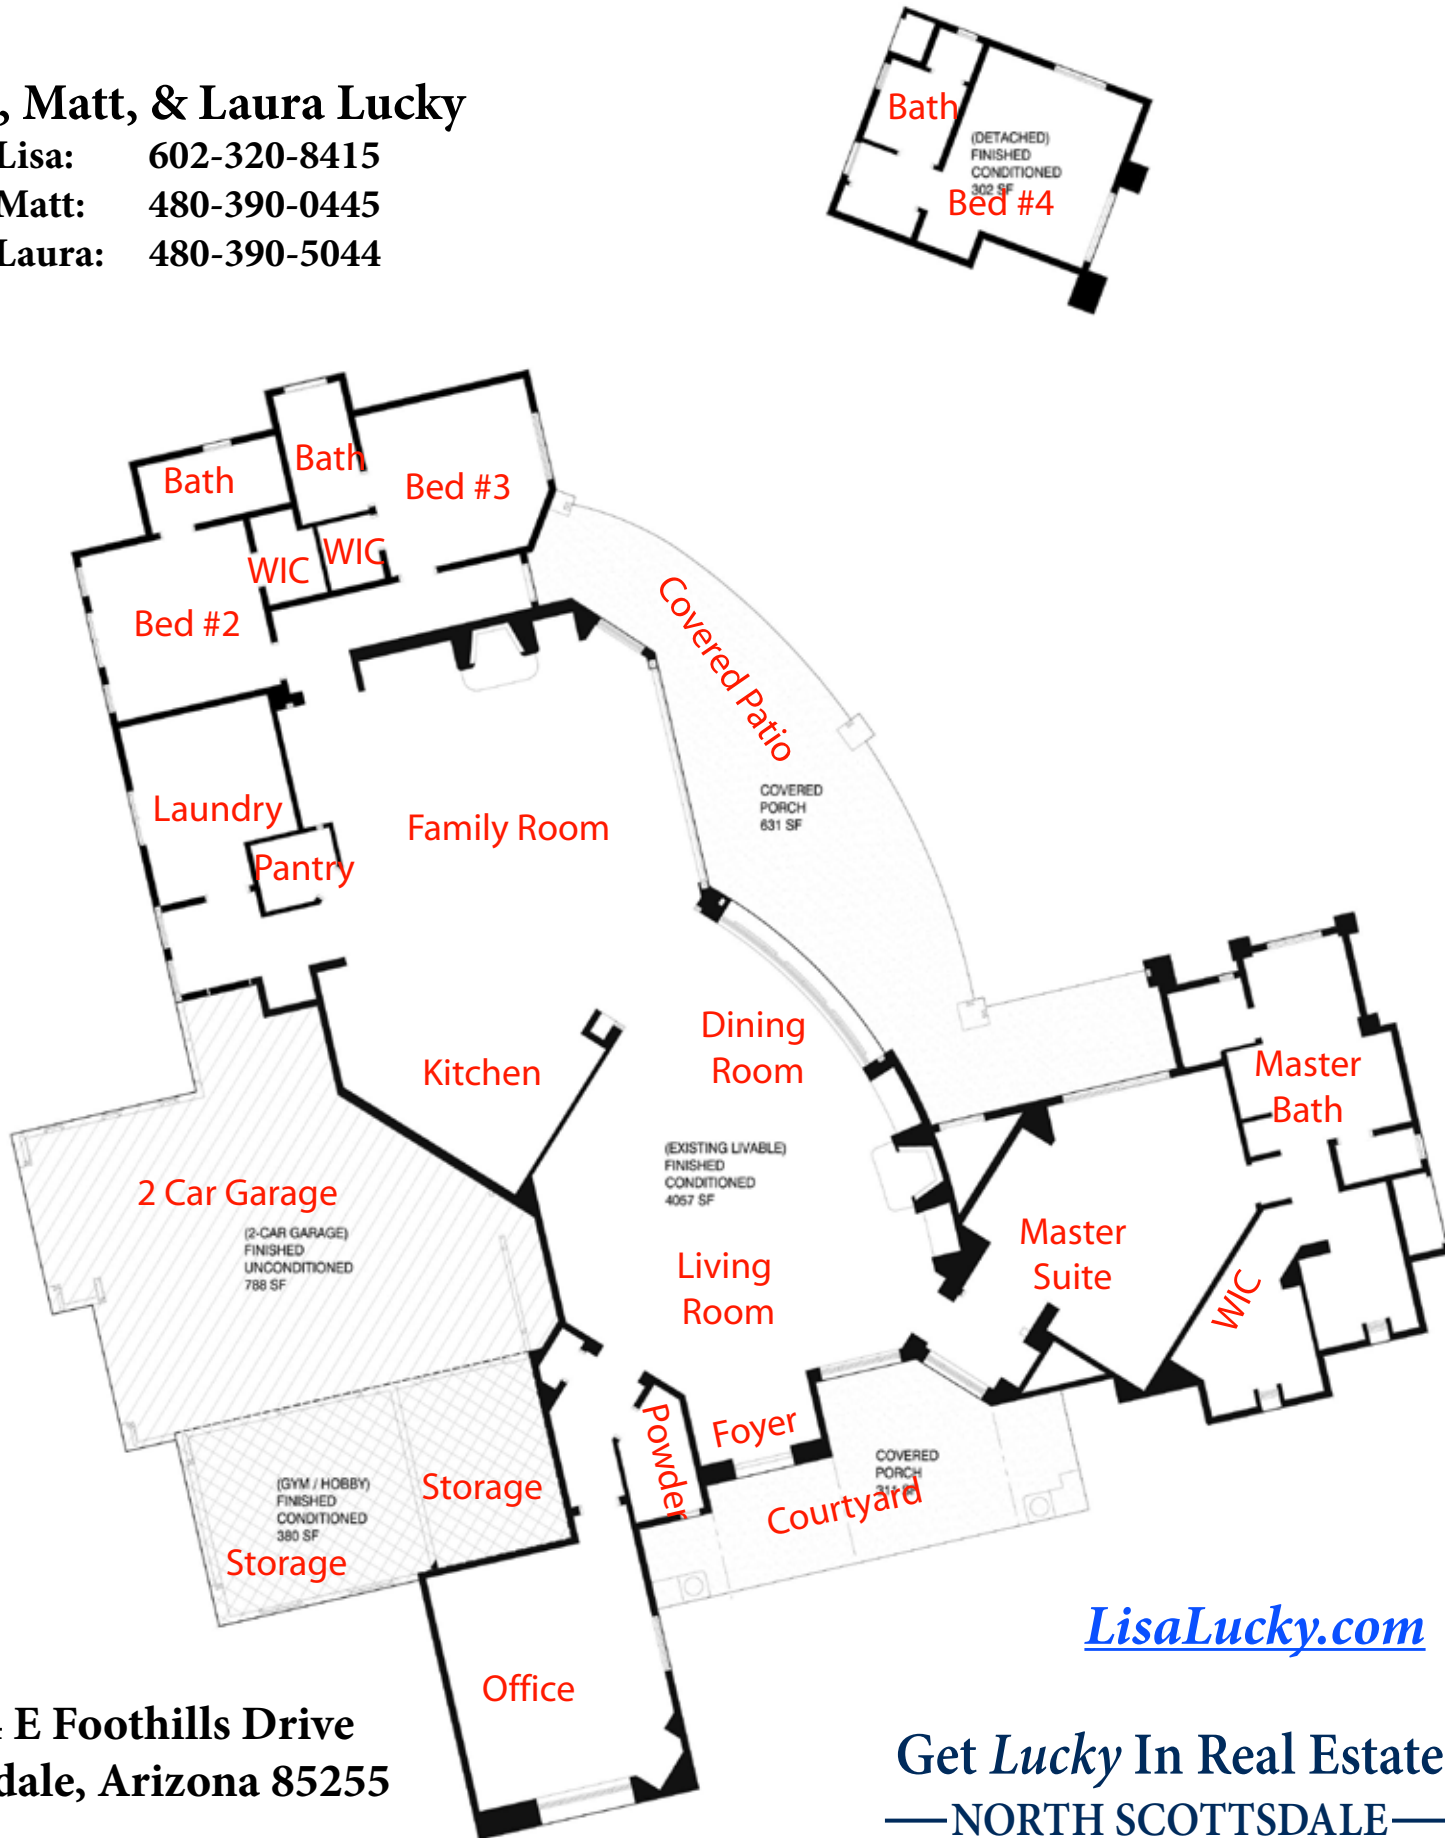 , Matt, & Laura Lucky
Lisa: 602-320-8415
Matt: 480-390-0445
Laura: 480-390-5044
Bath
(DETACHED)
FINISHED
CONDITIONED
302 SF
Bed #4
Bath
Bath
Bed #3
WIC
WIC
Bed #2
Covered Patio
COVERED
PORCH
631 SF
Laundry
Pantry
Family Room
Dining
Room
Kitchen
Master
Bath
(EXISTING LIVABLE)
FINISHED
CONDITIONED
4057 SF
2 Car Garage
(2-CAR GARAGE)
FINISHED
UNCONDITIONED
788 SF
Living
Room
Master
Suite
WIC
Powder
Foyer
COVERED
PORCH
Courtyard
(GYM / HOBBY)
FINISHED
CONDITIONED
380 SF
Storage
Storage
Office
LisaLucky.com
E Foothills Drive
dale, Arizona 85255
Get Lucky In Real Estate
NORTH SCOTTSDALE